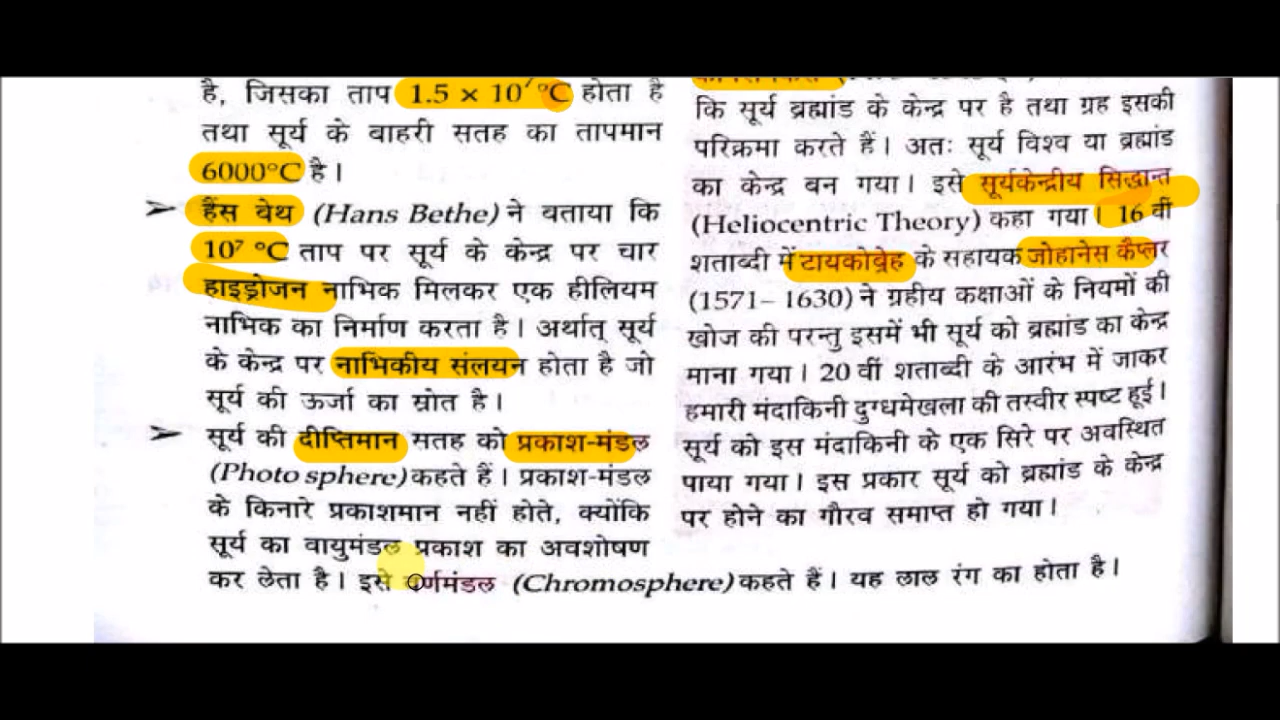 है, जिसका ताप 1.5 × 10⁷ °C होता है
तथा सूर्य के बाहरी सतह का तापमान
6000°C है।
➢ हैंस बेथ (Hans Bethe) ने बताया कि
10⁷ °C ताप पर सूर्य के केन्द्र पर चार
हाइड्रोजन नाभिक मिलकर एक हीलियम
नाभिक का निर्माण करता है। अर्थात् सूर्य
के केन्द्र पर नाभिकीय संलयन होता है जो
सूर्य की ऊर्जा का स्रोत है।
➢ सूर्य की दीप्तिमान सतह को प्रकाश-मंडल
(Photo sphere) कहते हैं। प्रकाश-मंडल
के किनारे प्रकाशमान नहीं होते, क्योंकि
सूर्य का वायुमंडल प्रकाश का अवशोषण
कर लेता है। इसे वर्णमंडल (Chromosphere) कहते हैं। यह लाल रंग का होता है।
कि सूर्य ब्रह्मांड के केन्द्र पर है तथा ग्रह इसकी
परिक्रमा करते हैं। अतः सूर्य विश्व या ब्रह्मांड
का केन्द्र बन गया। इसे सूर्यकेन्द्रीय सिद्धान्त
(Heliocentric Theory) कहा गया। 16 वीं
शताब्दी में टायकोब्रेह के सहायक जोहानेस कैप्लर
(1571– 1630) ने ग्रहीय कक्षाओं के नियमों की
खोज की परन्तु इसमें भी सूर्य को ब्रह्मांड का केन्द्र
माना गया। 20 वीं शताब्दी के आरंभ में जाकर
हमारी मंदाकिनी दुग्धमेखला की तस्वीर स्पष्ट हुई।
सूर्य को इस मंदाकिनी के एक सिरे पर अवस्थित
पाया गया। इस प्रकार सूर्य को ब्रह्मांड के केन्द्र
पर होने का गौरव समाप्त हो गया।